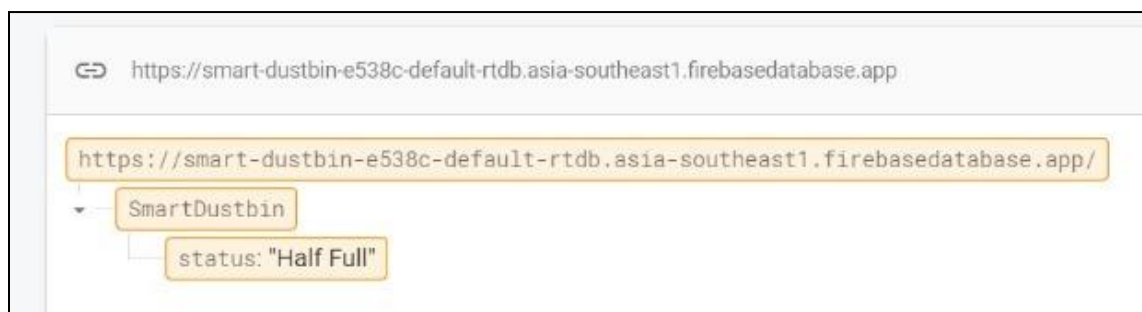 https://smart-dustbin-e538c-default-rtdb.asia-southeast1.firebasedatabase.app
https://smart-dustbin-e538c-default-rtdb.asia-southeast1.firebasedatabase.app/
SmartDustbin
status: "Half Full"